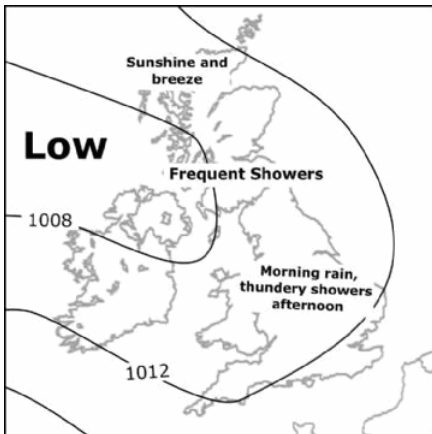 Sunshine and
breeze
Low
Frequent Showers
1008
Morning rain,
thundery showers
afternoon
1012